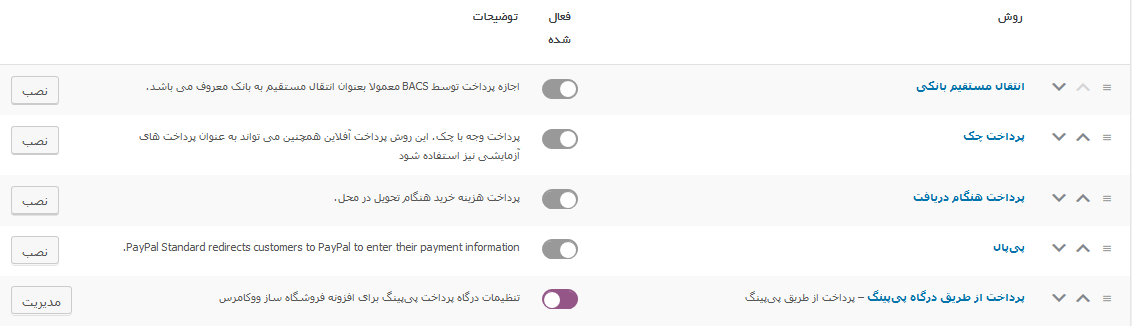 روش
فعال
شده
توضیحات
انتقال مستقیم بانکی
اجازه پرداخت توسط BACS معمولا بعنوان انتقال مستقیم به بانک معروف می باشد.
نصب
پرداخت چک
پرداخت وجه با چک. این روش پرداخت آفلاین همچنین می تواند به عنوان پرداخت های
آزمایشی نیز استفاده شود
نصب
پرداخت هنگام دریافت
پرداخت هزینه خرید هنگام تحویل در محل.
نصب
پی‌پال
PayPal Standard redirects customers to PayPal to enter their payment information.
نصب
پرداخت از طریق درگاه پی‌پینگ – پرداخت از طریق پی‌پینگ
تنظیمات درگاه پرداخت پی‌پینگ برای افزونه فروشگاه ساز ووکامرس
مدیریت